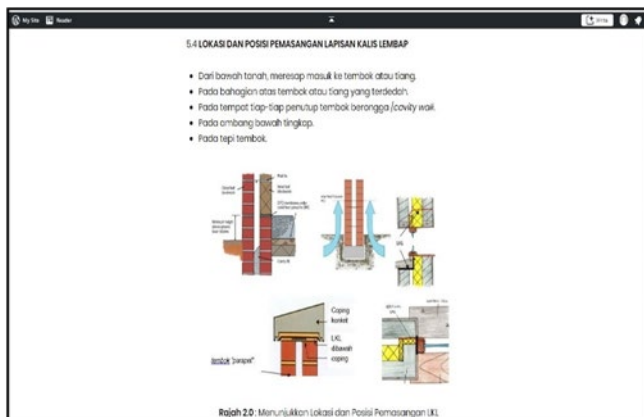 My Site
Reader
Write
5.4 LOKASI DAN POSISI PEMASANGAN LAPISAN KALIS LEMBAP
• Dari bawah tanah, meresap masuk ke tembok atau tiang.
• Pada bahagian atas tembok atau tiang yang terdedah.
• Pada tempat tiap-tiap penutup tembok berongga /cavity wall.
• Pada ambang bawah tingkap.
• Pada tepi tembok.
Coping
konkrit
LKL
dibawah
coping
tembok "parapet"
Rajah 2.0 : Menunjukkan Lokasi dan Posisi Pemasangan LKL